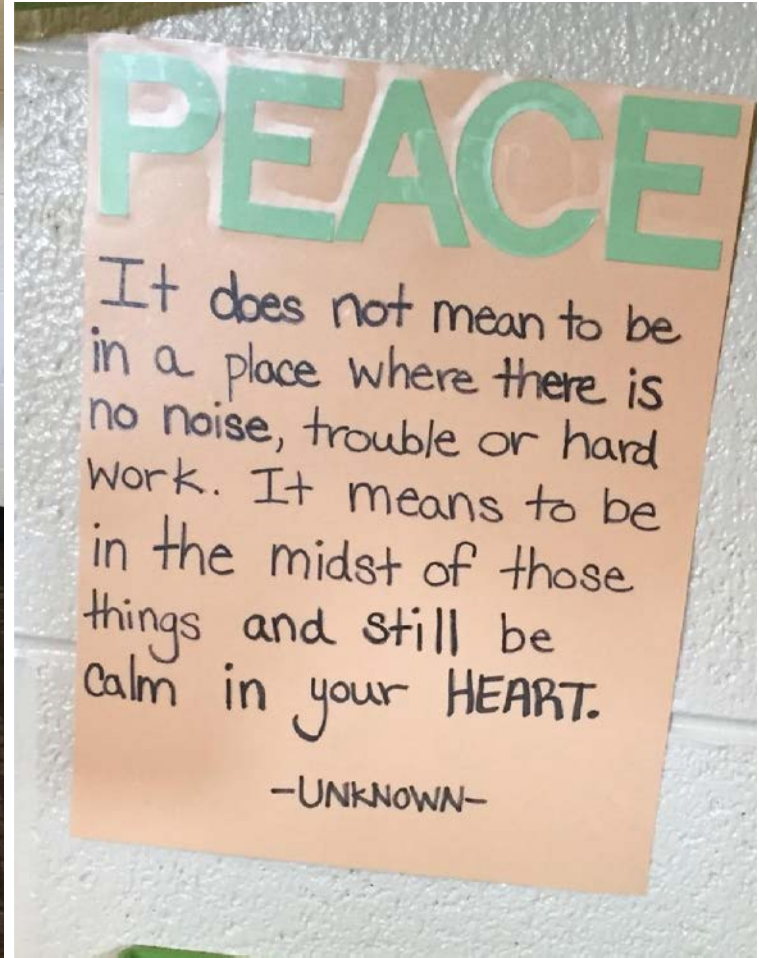 PEACE
It does not mean to be
in a place where there is
no noise, trouble or hard
work. It means to be
in the midst of those
things and still be
calm in your HEART.
-UNKNOWN-